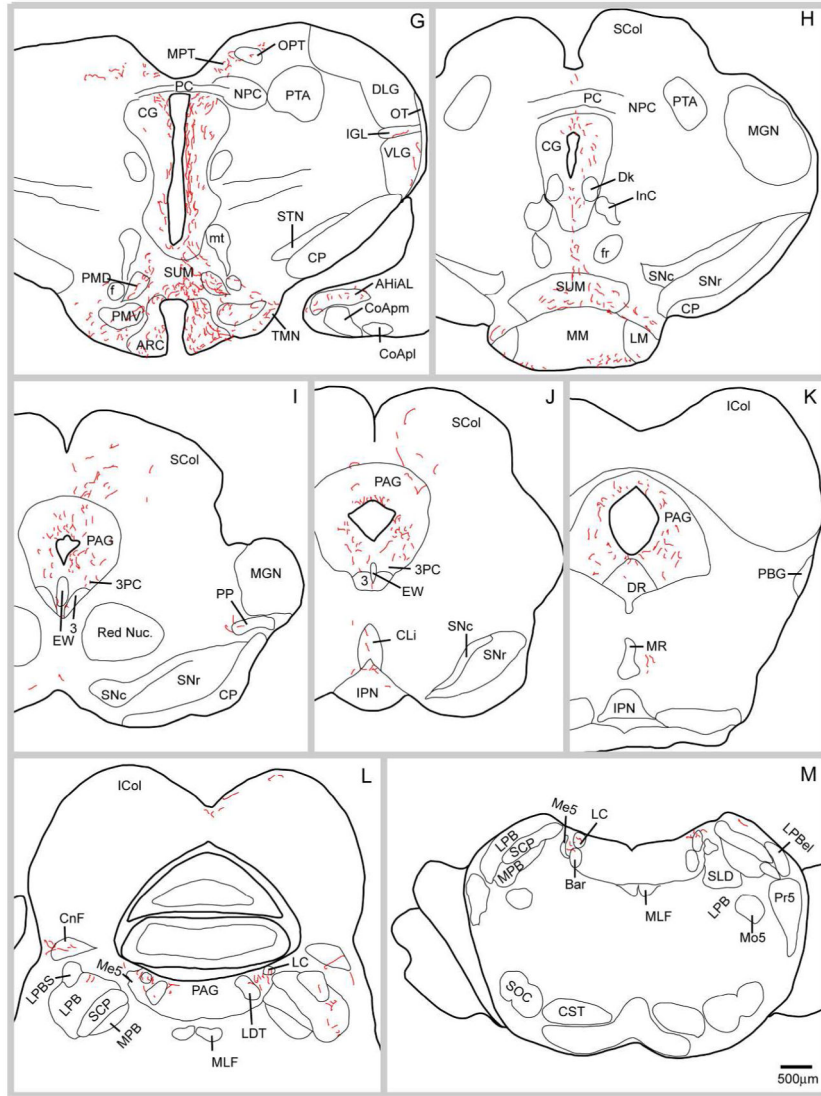 G
MPT
OPT
PC
NPC
PTA
DLG
CG
OT
IGL
VLG
STN
mt
CP
PMD
f
SUM
AHiAL
PMV
CoApm
ARC
TMN
CoApl
H
SCol
PC
NPC
PTA
MGN
CG
Dk
InC
fr
SNc
SNr
SUM
CP
MM
LM
I
SCol
PAG
MGN
3PC
PP
3
EW
Red Nuc.
SNc
SNr
CP
J
SCol
PAG
3PC
3
EW
CLi
SNc
SNr
IPN
K
ICol
PAG
PBG
DR
MR
IPN
L
ICol
CnF
Me5
LC
LPBS
PAG
LPB
SCP
MPB
LDT
MLF
M
Me5
LC
LPB
SCP
MPB
LPBel
Bar
SLD
Pr5
MLF
LPB
Mo5
SOC
CST
500µm